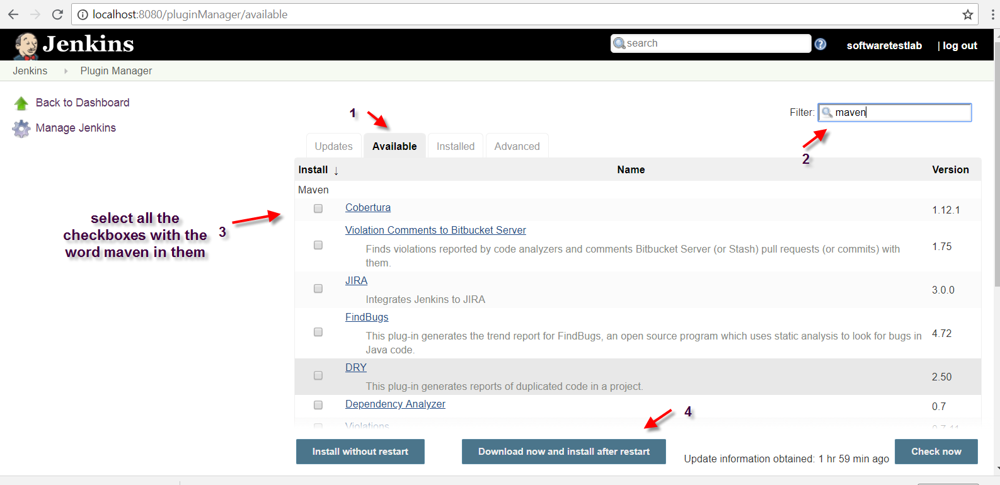 localhost:8080/pluginManager/available
Jenkins
search
softwaretestlab
| log out
Jenkins
Plugin Manager
Back to Dashboard
Manage Jenkins
1
Filter: maven
2
Updates
Available
Installed
Advanced
Install ↓
Name
Version
Maven
select all the
checkboxes with the
word maven in them
3
Cobertura
1.12.1
Violation Comments to Bitbucket Server
Finds violations reported by code analyzers and comments Bitbucket Server (or Stash) pull requests (or commits) with
them.
1.75
JIRA
Integrates Jenkins to JIRA
3.0.0
FindBugs
This plug-in generates the trend report for FindBugs, an open source program which uses static analysis to look for bugs in
Java code.
4.72
DRY
This plug-in generates reports of duplicated code in a project.
2.50
Dependency Analyzer
0.7
Violations
4
Install without restart
Download now and install after restart
Update information obtained: 1 hr 59 min ago
Check now